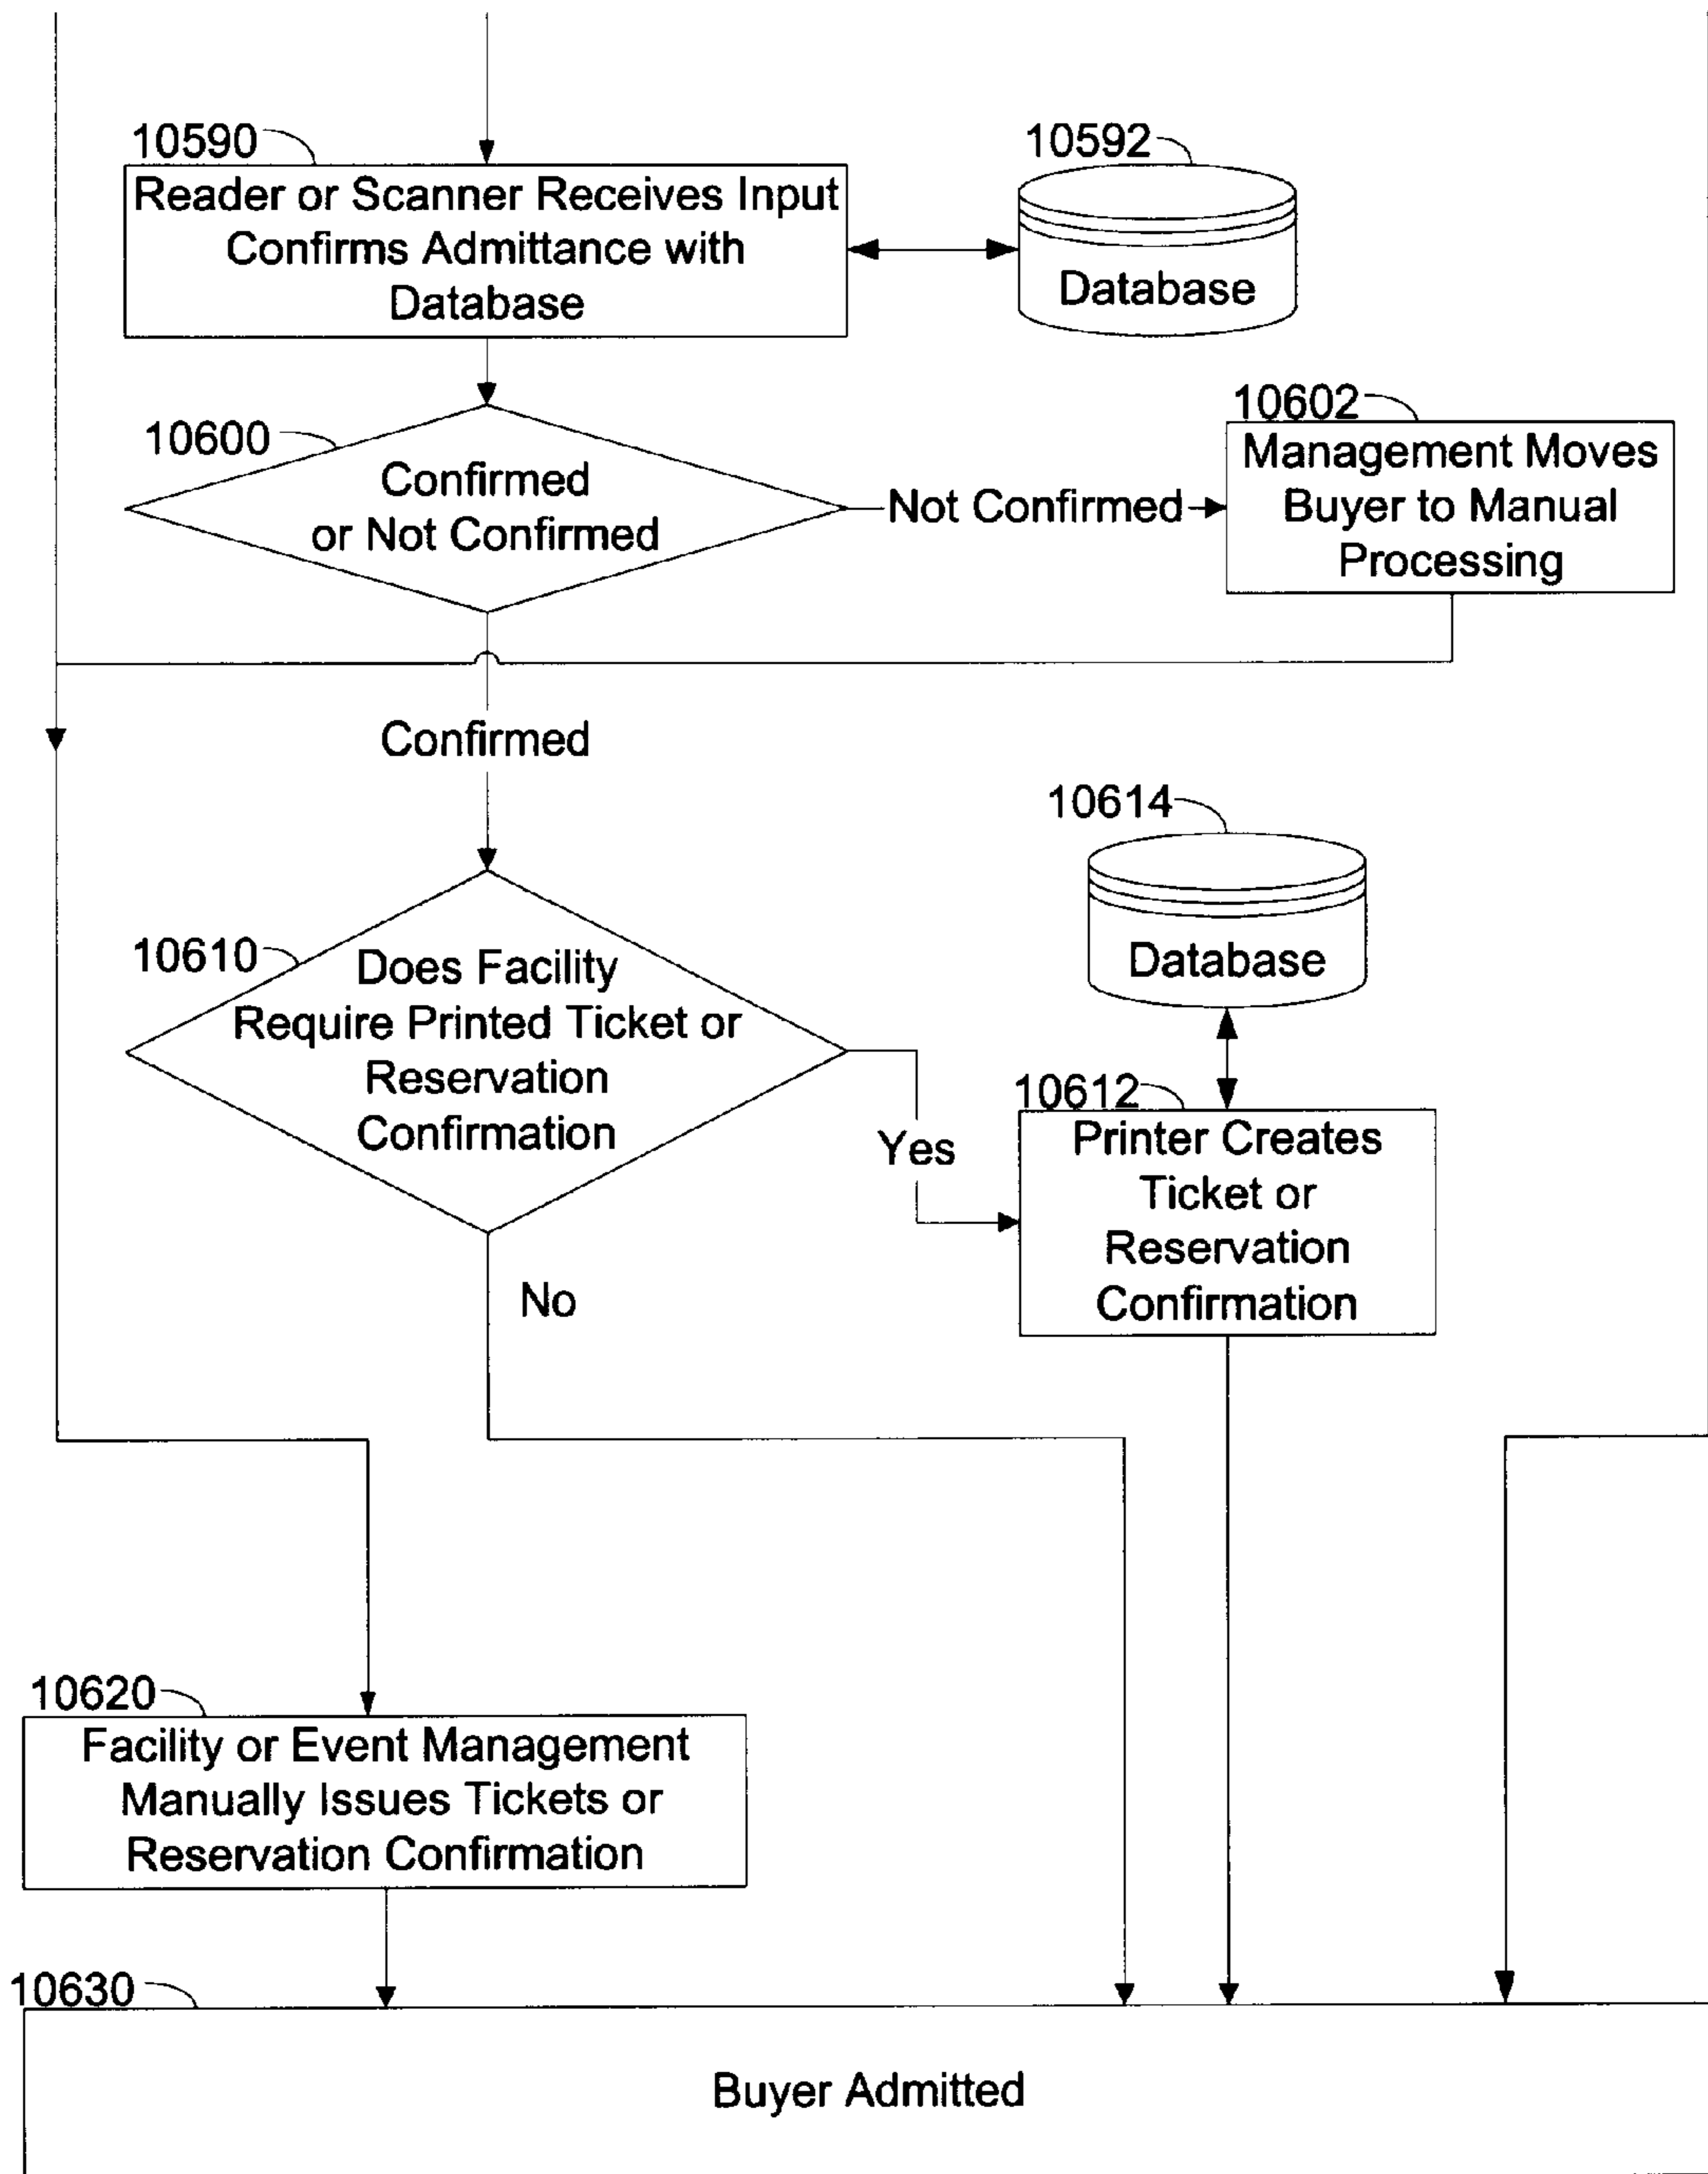 10590
Reader or Scanner Receives Input
Confirms Admittance with
Database
10592
Database
10600
Confirmed
or Not Confirmed
Not Confirmed
10602
Management Moves
Buyer to Manual
Processing
Confirmed
10614
Database
10610
Does Facility
Require Printed Ticket or
Reservation
Confirmation
Yes
10612
Printer Creates
Ticket or
Reservation
Confirmation
No
10620
Facility or Event Management
Manually Issues Tickets or
Reservation Confirmation
10630
Buyer Admitted